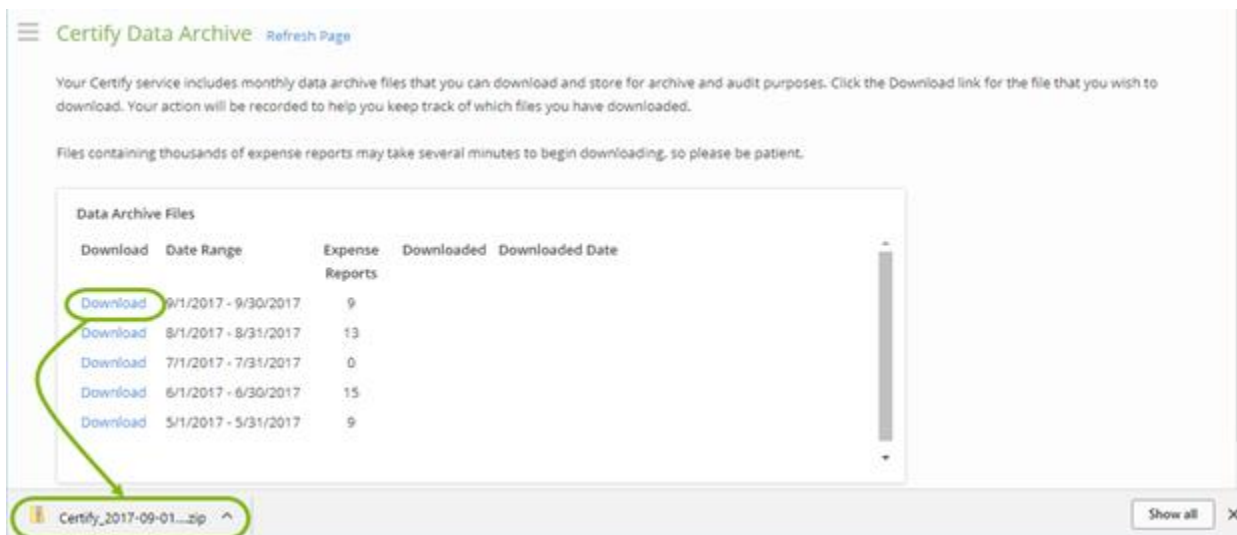 Certify Data Archive Refresh Page
Your Certify service includes monthly data archive files that you can download and store for archive and audit purposes. Click the Download link for the file that you wish to
download. Your action will be recorded to help you keep track of which files you have downloaded.
Files containing thousands of expense reports may take several minutes to begin downloading, so please be patient.
Data Archive Files
Download Date Range Expense Downloaded Downloaded Date
Reports
Download 9/1/2017 - 9/30/2017 9
Download 8/1/2017 - 8/31/2017 13
Download 7/1/2017 - 7/31/2017 0
Download 6/1/2017 - 6/30/2017 15
Download 5/1/2017 - 5/31/2017 9
Certify_2017-09-01....zip Show all